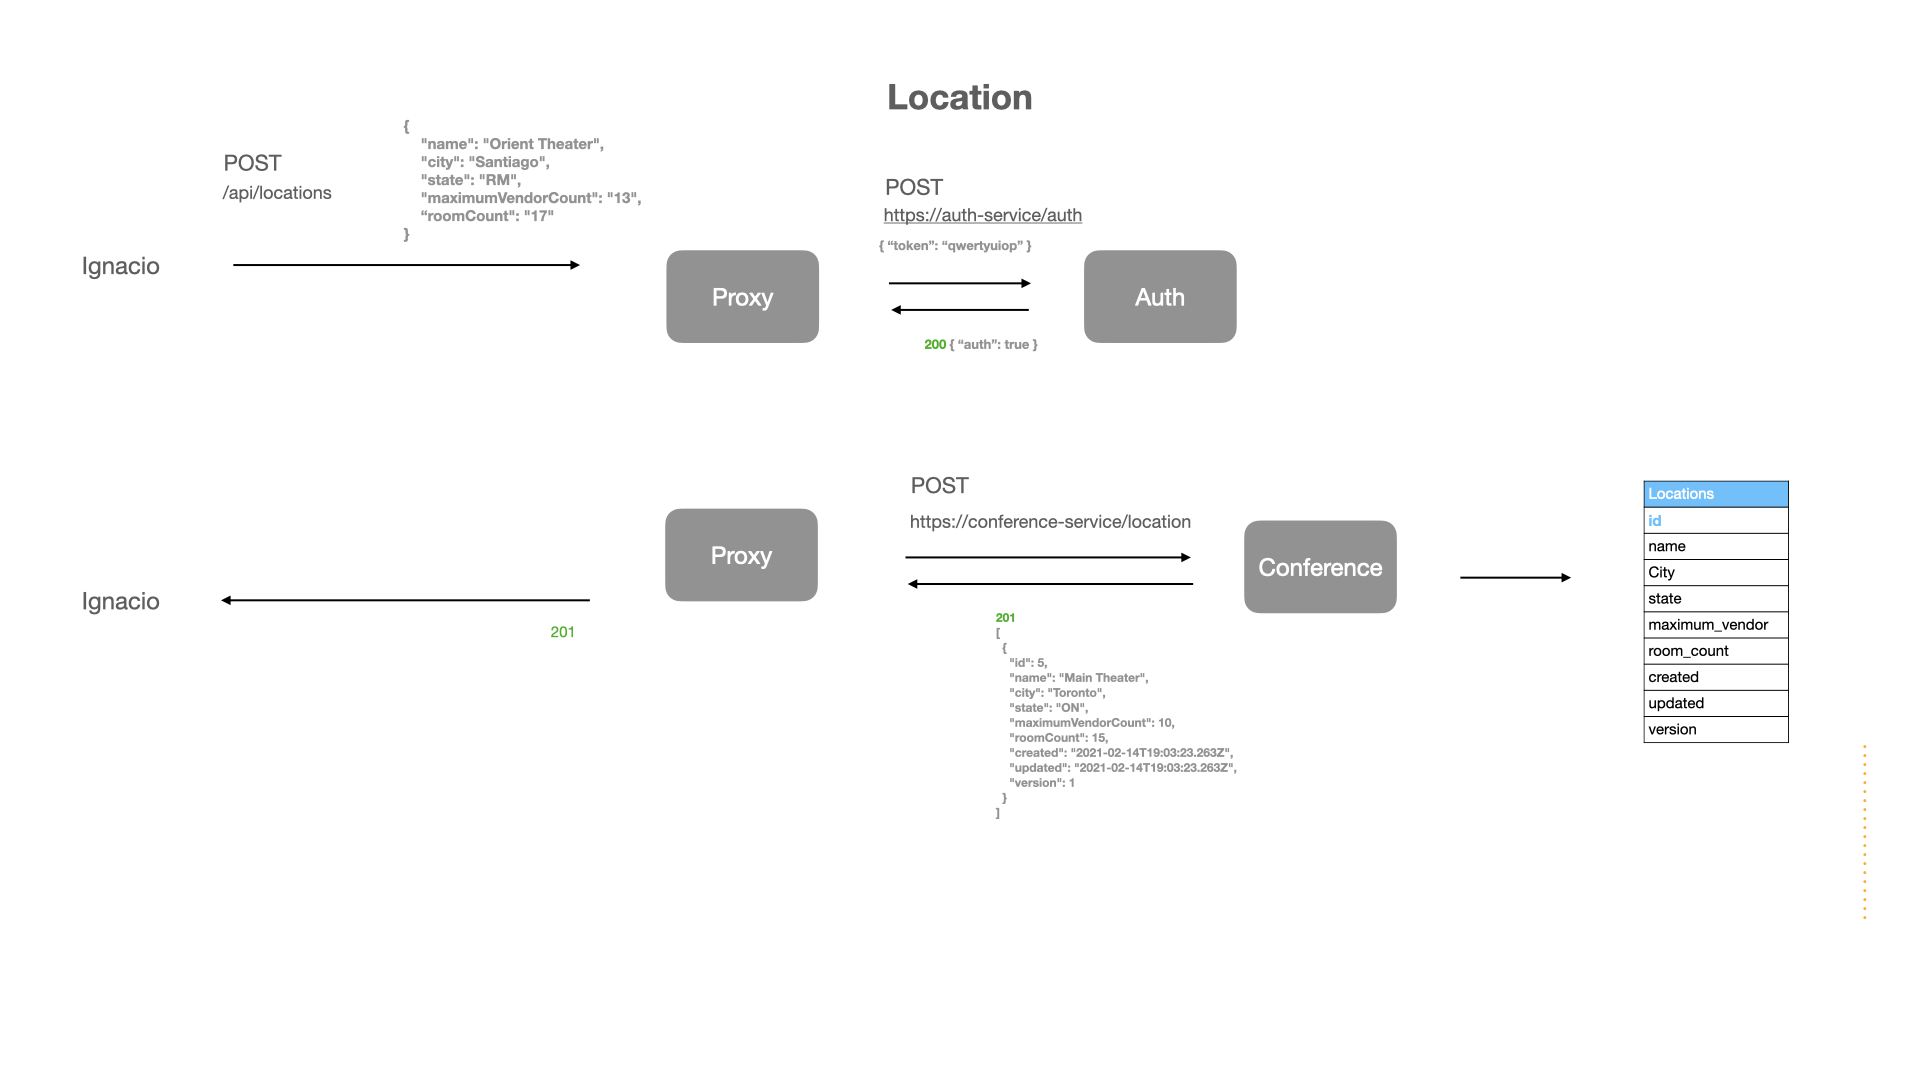 Location
POST
/api/locations
{
"name": "Orient Theater",
"city": "Santiago",
"state": "RM",
"maximumVendorCount": "13",
“roomCount": "17"
}
Ignacio
Proxy
POST
https://auth-service/auth
{ “token”: “qwertyuiop” }
200 { “auth”: true }
Auth
Ignacio
201
Proxy
POST
https://conference-service/location
201
[
{
"id": 5,
"name": "Main Theater",
"city": "Toronto",
"state": "ON",
"maximumVendorCount": 10,
"roomCount": 15,
"created": "2021-02-14T19:03:23.263Z",
"updated": "2021-02-14T19:03:23.263Z",
"version": 1
}
]
Conference
Locations
id
name
City
state
maximum_vendor
room_count
created
updated
version